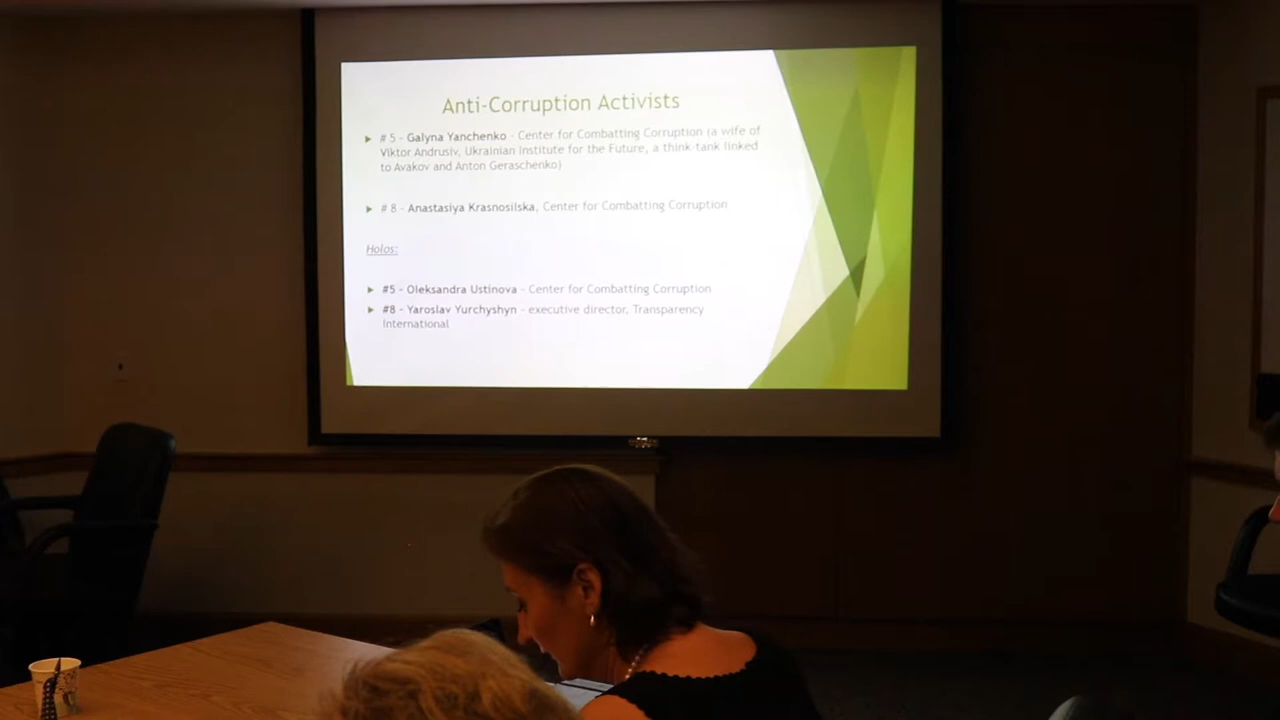 Anti-Corruption Activists
# 5 - Galyna Yanchenko - Center for Combatting Corruption (a wife of
Viktor Andrusiv, Ukrainian Institute for the Future, a think-tank linked
to Avakov and Anton Geraschenko)
# 8 - Anastasiya Krasnosilska, Center for Combatting Corruption
Holos:
#5 - Oleksandra Ustinova - Center for Combatting Corruption
#8 - Yaroslav Yurchyshyn - executive director, Transparency
International